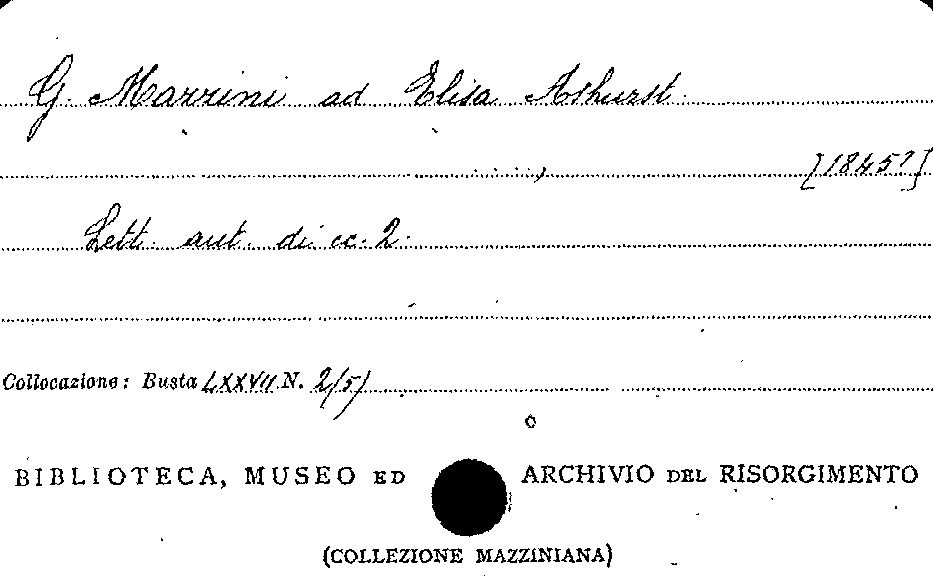 G. Mazzini ad Elisa Ashurst.
, [1845?]
Lett. aut. di cc. 2.
Collocazione: Busta LXXVII N. 2/5)
BIBLIOTECA, MUSEO ED ARCHIVIO DEL RISORGIMENTO
(COLLEZIONE MAZZINIANA)